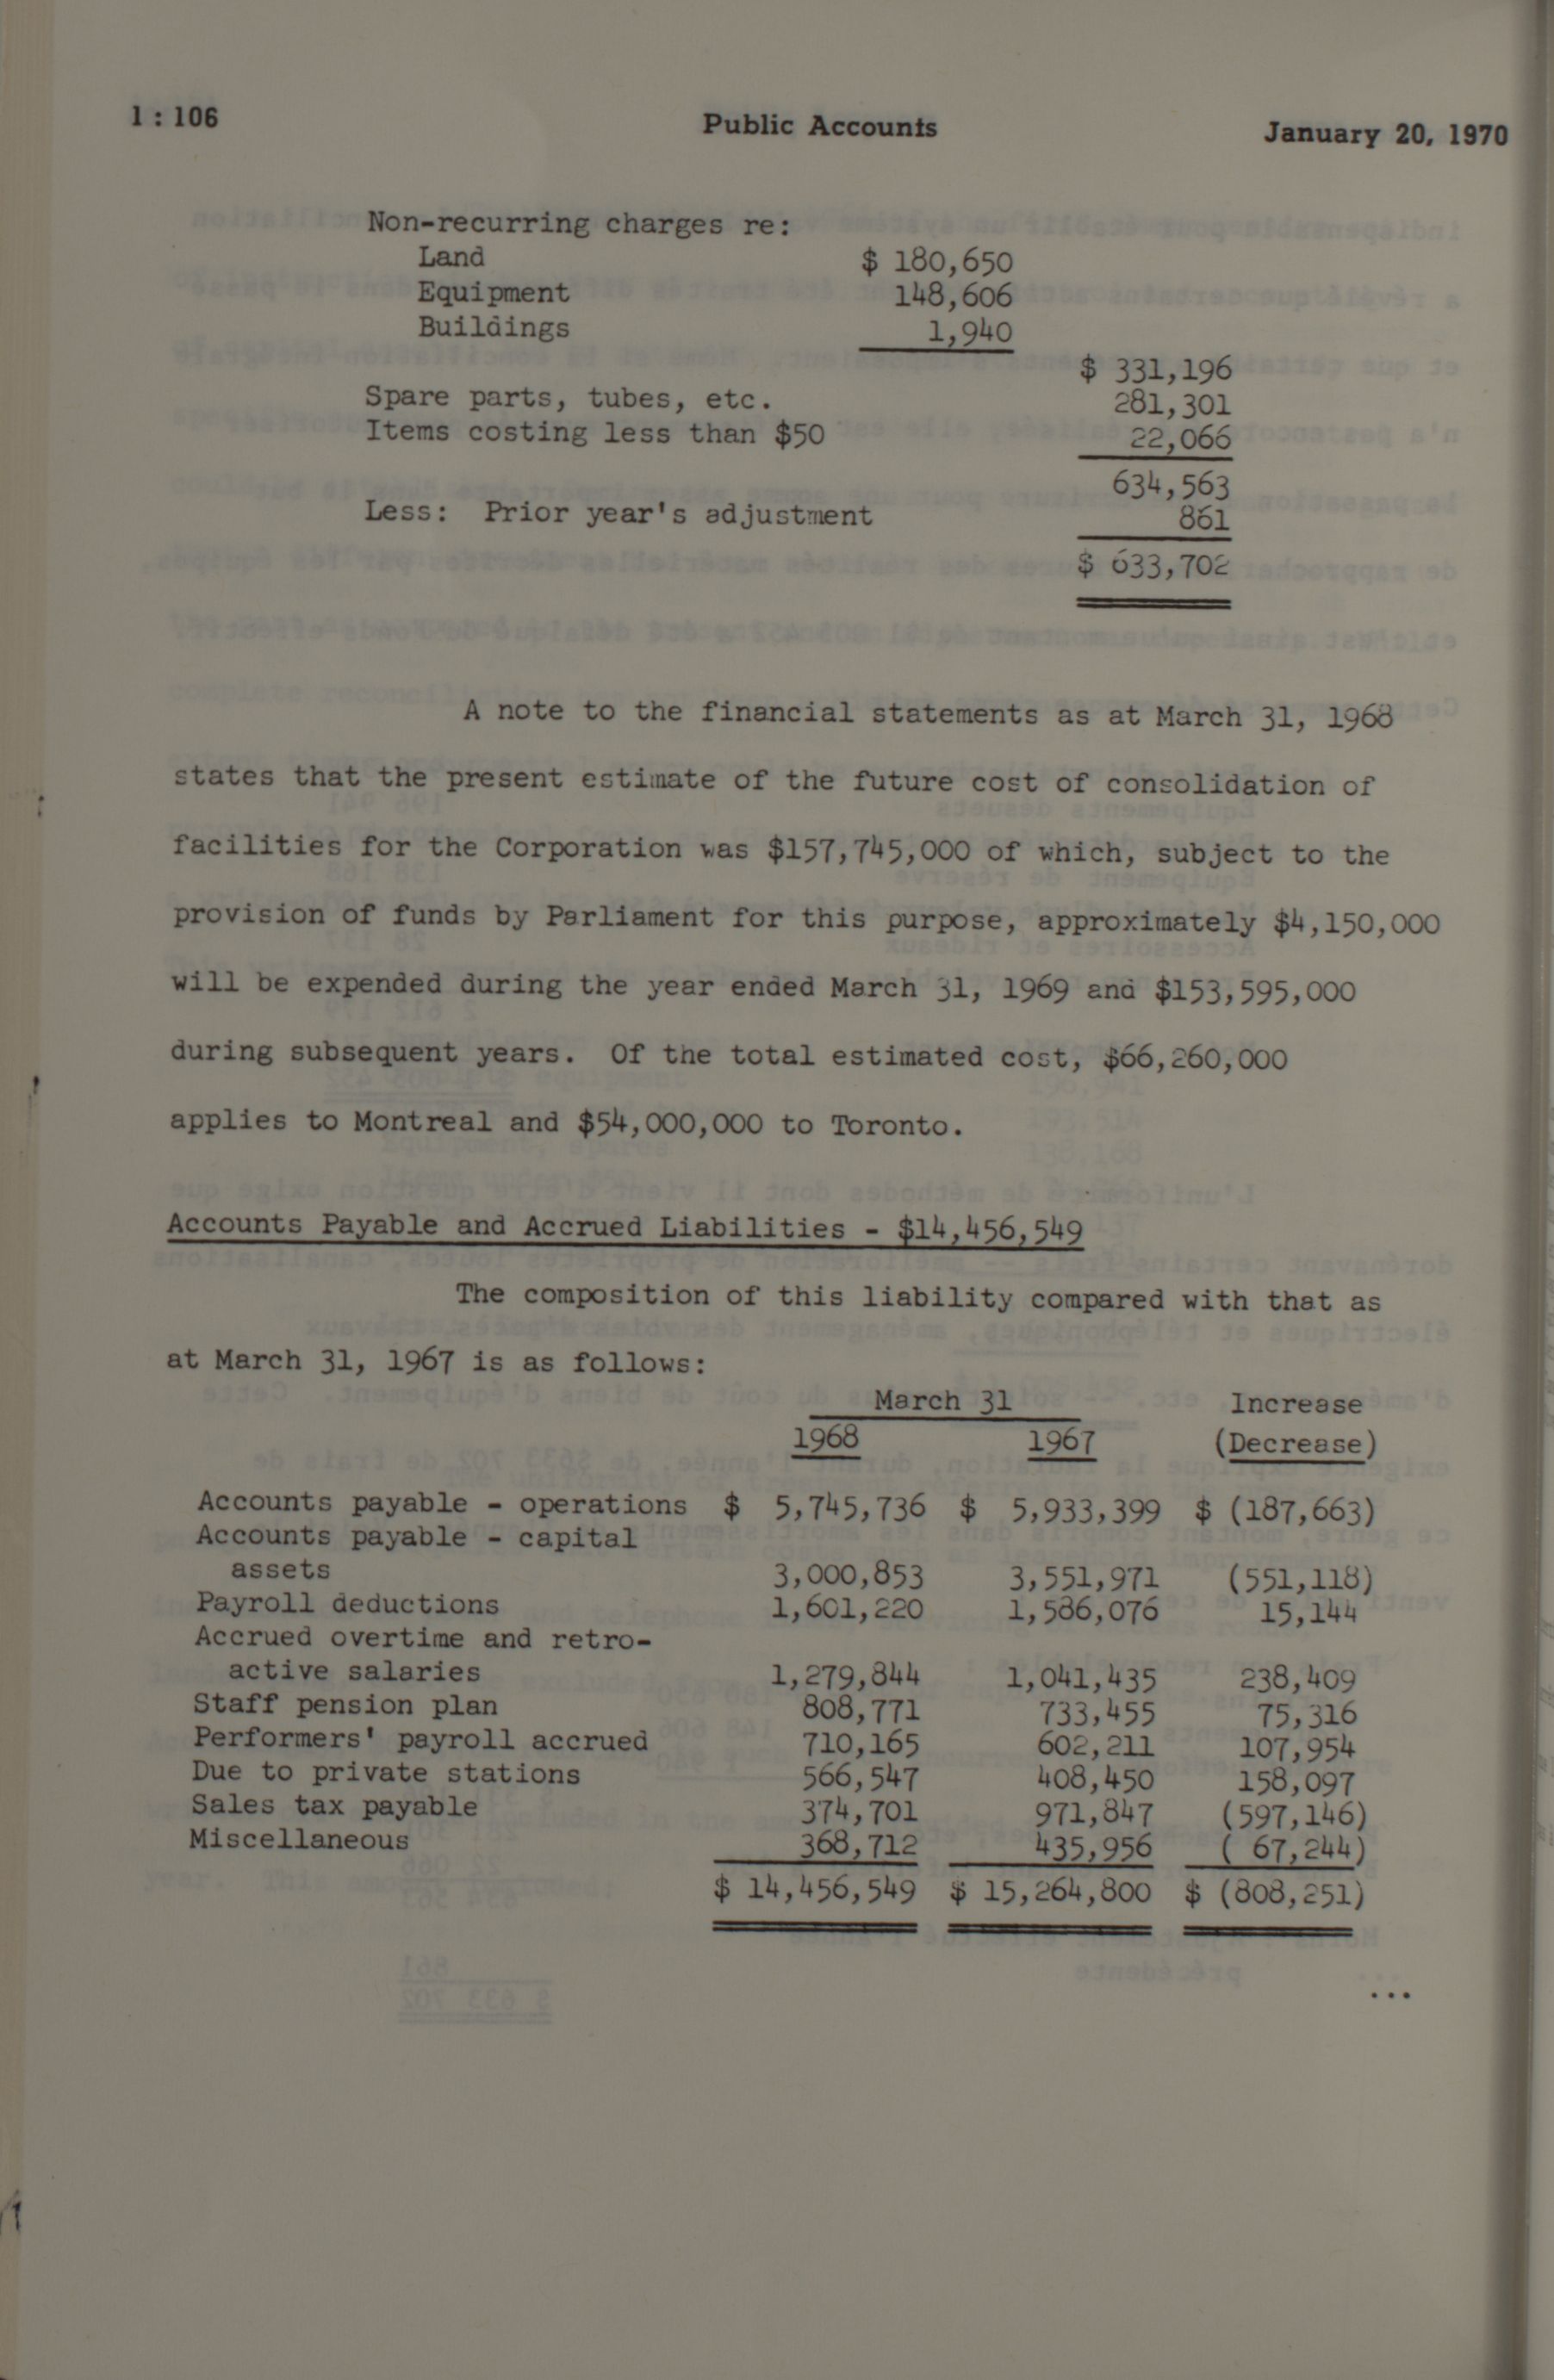 1 : 106 Public Accounts January 20, 1970
Non-recurring charges re:
Land $ 180,650
Equipment 148,606
Buildings 1,940
$ 331,196
Spare parts, tubes, etc. 281,301
Items costing less than $50 22,066
634,563
Less: Prior year's adjustment 861
$ 633,702
A note to the financial statements as at March 31, 1968
states that the present estimate of the future cost of consolidation of
facilities for the Corporation was $157,745,000 of which, subject to the
provision of funds by Parliament for this purpose, approximately $4,150,000
will be expended during the year ended March 31, 1969 and $153,595,000
during subsequent years. Of the total estimated cost, $66,260,000
applies to Montreal and $54,000,000 to Toronto.
Accounts Payable and Accrued Liabilities - $14,456,549
The composition of this liability compared with that as
at March 31, 1967 is as follows:
March 31 Increase
1968 1967 (Decrease)
Accounts payable - operations $ 5,745,736 $ 5,933,399 $ (187,663)
Accounts payable - capital
assets 3,000,853 3,551,971 (551,118)
Payroll deductions 1,601,220 1,586,076 15,144
Accrued overtime and retro-
active salaries 1,279,844 1,041,435 238,409
Staff pension plan 808,771 733,455 75,316
Performers' payroll accrued 710,165 602,211 107,954
Due to private stations 566,547 408,450 158,097
Sales tax payable 374,701 971,847 (597,146)
Miscellaneous 368,712 435,956 ( 67,244)
$ 14,456,549 $ 15,264,800 $ (808,251)
...